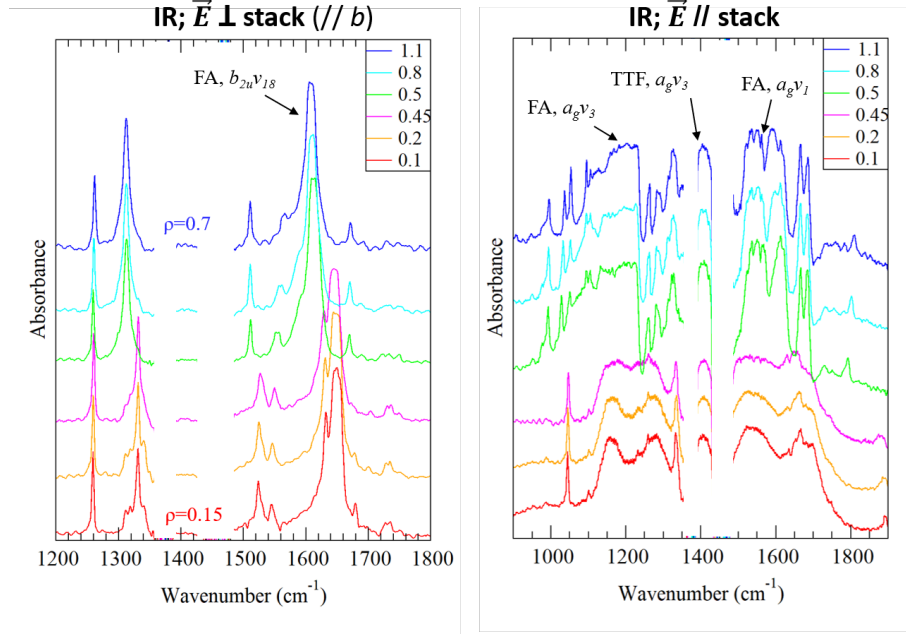 IR; E⃗ ⊥ stack (// b)
1.1
0.8
0.5
0.45
0.2
0.1
FA, b2uν18
ρ=0.7
ρ=0.15
Absorbance
1200 1300 1400 1500 1600 1700 1800
Wavenumber (cm-1)
IR; E⃗ // stack
1.1
0.8
0.5
0.45
0.2
0.1
FA, agν3
TTF, agν3
FA, agν1
Absorbance
1000 1200 1400 1600 1800
Wavenumber (cm-1)